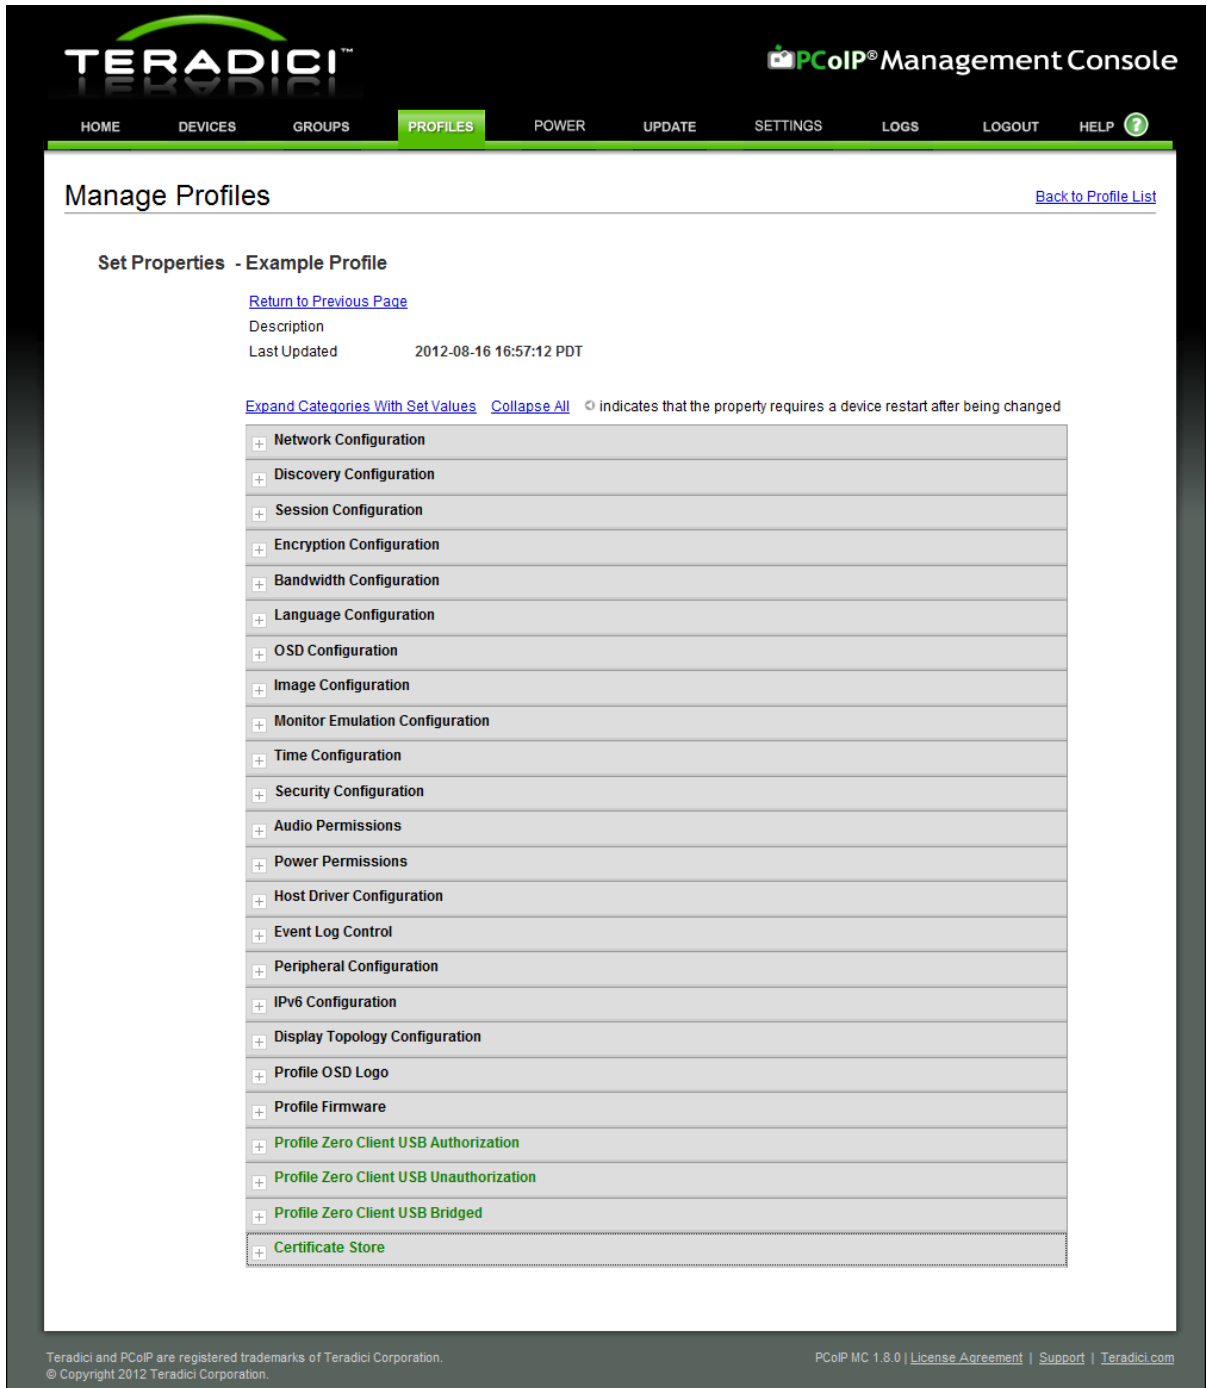 TERADICI™
PCoIP® Management Console
HOME DEVICES GROUPS PROFILES POWER UPDATE SETTINGS LOGS LOGOUT HELP ?
Manage Profiles
Back to Profile List
Set Properties - Example Profile
Return to Previous Page
Description
Last Updated 2012-08-16 16:57:12 PDT
Expand Categories With Set Values Collapse All indicates that the property requires a device restart after being changed
Network Configuration
Discovery Configuration
Session Configuration
Encryption Configuration
Bandwidth Configuration
Language Configuration
OSD Configuration
Image Configuration
Monitor Emulation Configuration
Time Configuration
Security Configuration
Audio Permissions
Power Permissions
Host Driver Configuration
Event Log Control
Peripheral Configuration
IPv6 Configuration
Display Topology Configuration
Profile OSD Logo
Profile Firmware
Profile Zero Client USB Authorization
Profile Zero Client USB Unauthorization
Profile Zero Client USB Bridged
Certificate Store
Teradici and PCoIP are registered trademarks of Teradici Corporation.
© Copyright 2012 Teradici Corporation.
PCoIP MC 1.8.0 | License Agreement | Support | Teradici.com